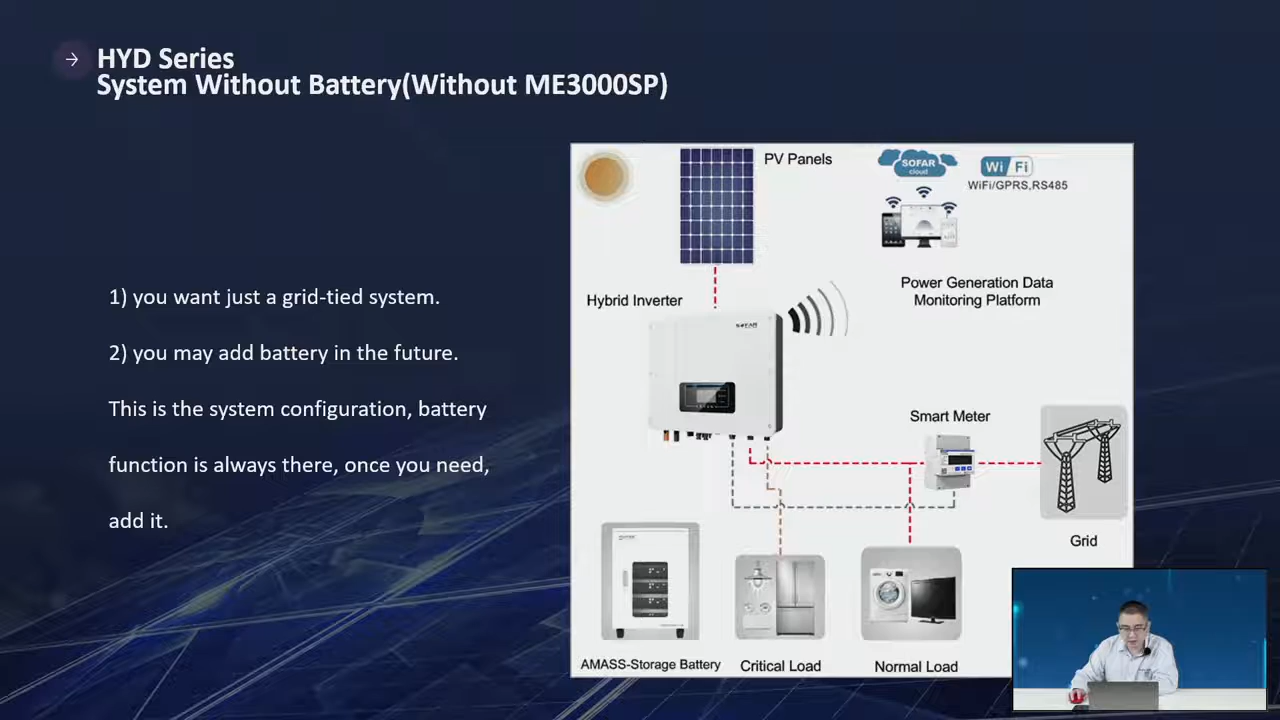 HYD Series
System Without Battery(Without ME3000SP)
1) you want just a grid-tied system.
2) you may add battery in the future.
This is the system configuration, battery
function is always there, once you need,
add it.
PV Panels
SOFAR
cloud
Wi Fi
WiFi/GPRS,RS485
Power Generation Data
Monitoring Platform
Hybrid Inverter
SOFAR
Smart Meter
Grid
AMASS-Storage Battery
Critical Load
Normal Load